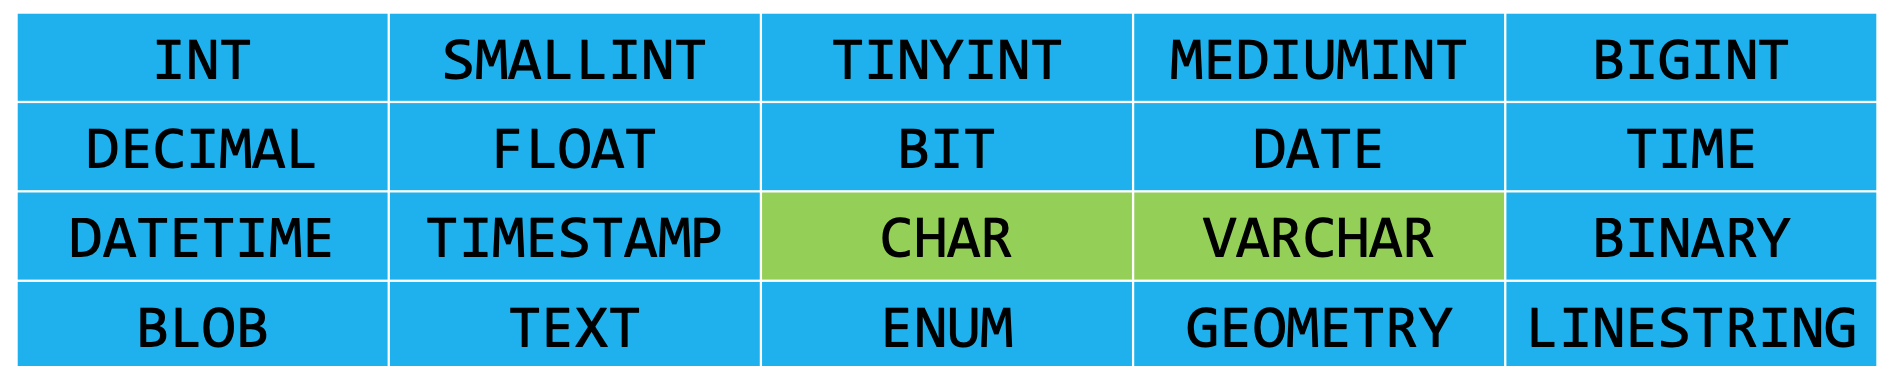 INT SMALLINT TINYINT MEDIUMINT BIGINT
DECIMAL FLOAT BIT DATE TIME
DATETIME TIMESTAMP CHAR VARCHAR BINARY
BLOB TEXT ENUM GEOMETRY LINESTRING